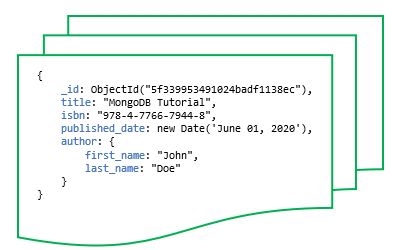 {
_id: ObjectId("5f339953491024badf1138ec"),
title: "MongoDB Tutorial",
isbn: "978-4-7766-7944-8",
published_date: new Date('June 01, 2020'),
author: {
first_name: "John",
last_name: "Doe"
}
}